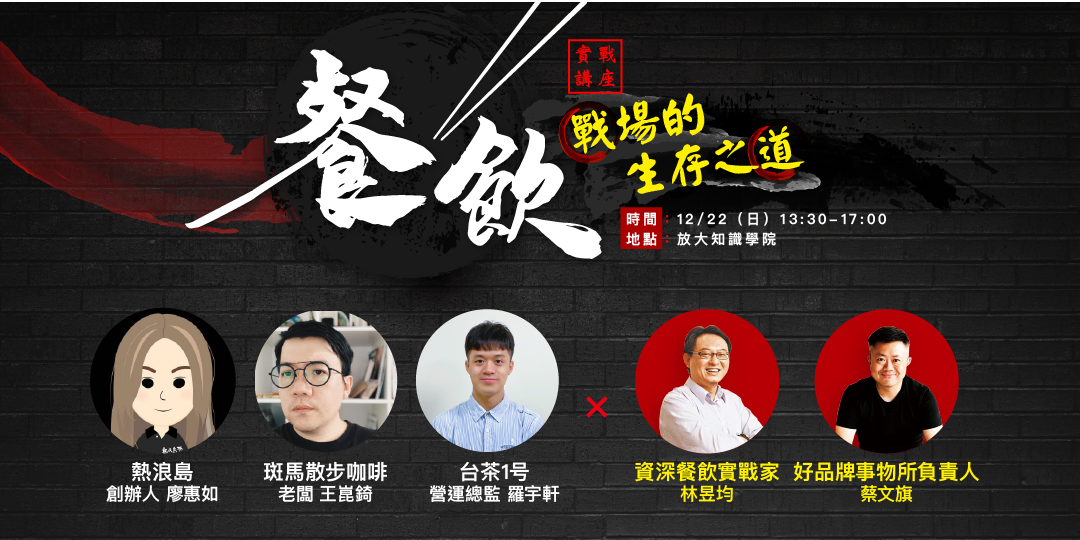 餐飲
實戰
講座
戰場的
生存之道
時間：12/22（日）13:30-17:00
地點：放大知識學院
熱浪島
創辦人 廖惠如
斑馬散步咖啡
老闆 王崑錡
台茶1号
營運總監 羅宇軒
×
資深餐飲實戰家
林昱均
好品牌事物所負責人
蔡文旗